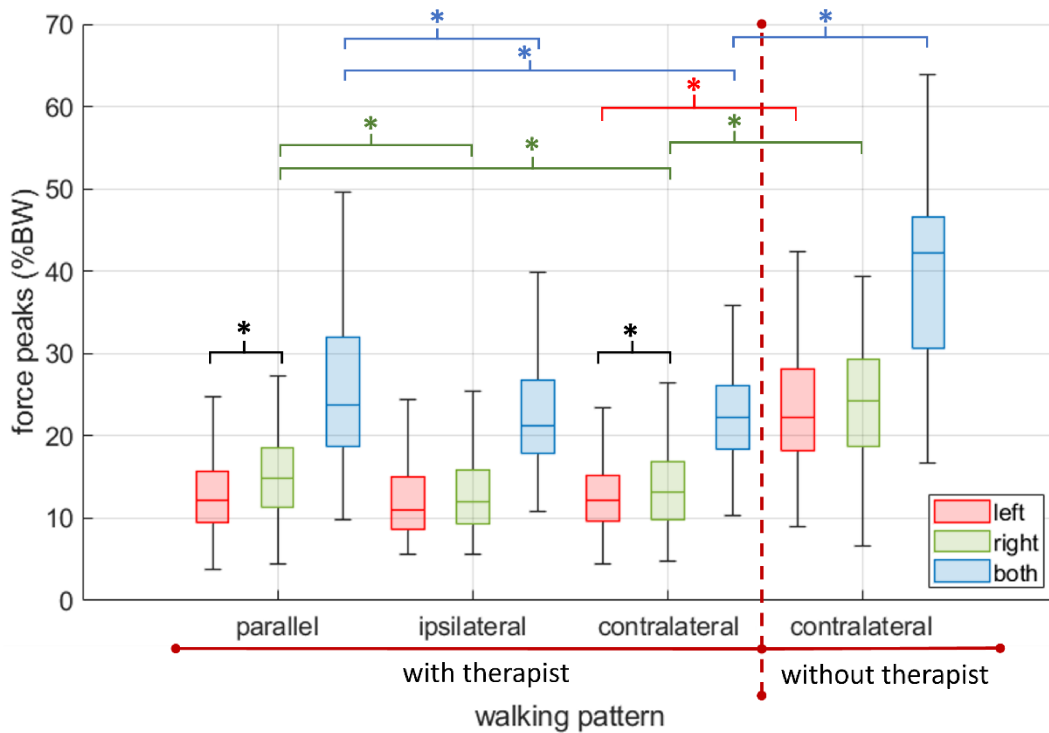 70
60
50
40
30
20
10
0
force peaks (%BW)
*
*
*
*
*
*
*
*
*
left
right
both
parallel
ipsilateral
contralateral
contralateral
with therapist
without therapist
walking pattern